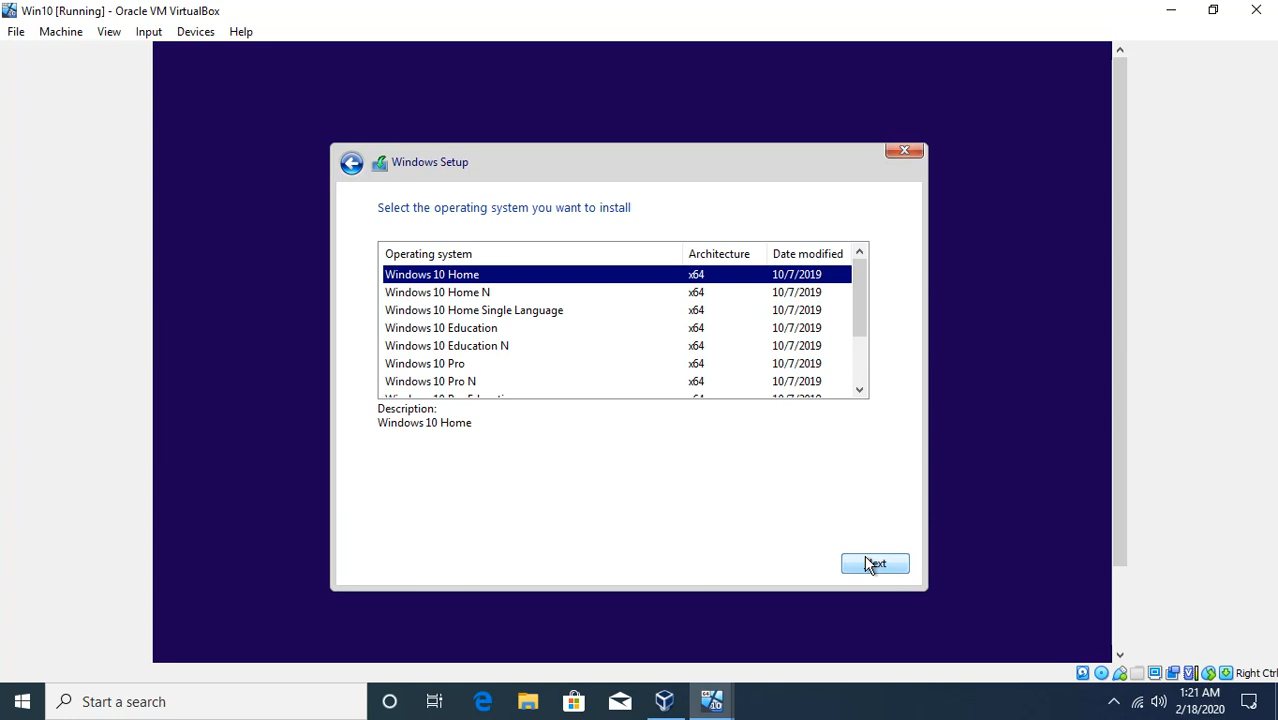 Win10 [Running] - Oracle VM VirtualBox
File Machine View Input Devices Help
Windows Setup
Select the operating system you want to install
Operating system Architecture Date modified
Windows 10 Home x64 10/7/2019
Windows 10 Home N x64 10/7/2019
Windows 10 Home Single Language x64 10/7/2019
Windows 10 Education x64 10/7/2019
Windows 10 Education N x64 10/7/2019
Windows 10 Pro x64 10/7/2019
Windows 10 Pro N x64 10/7/2019
Description:
Windows 10 Home
Next
Right Ctrl
Start a search
1:21 AM
2/18/2020